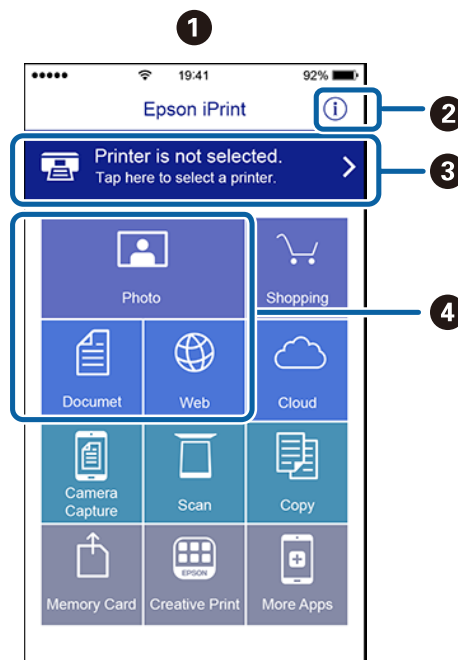 1
●●●●● 19:41 92%
Epson iPrint
i
2
Printer is not selected.
Tap here to select a printer.
3
Photo
Shopping
4
Documet
Web
Cloud
Camera
Capture
Scan
Copy
EPSON
Memory Card
Creative Print
More Apps